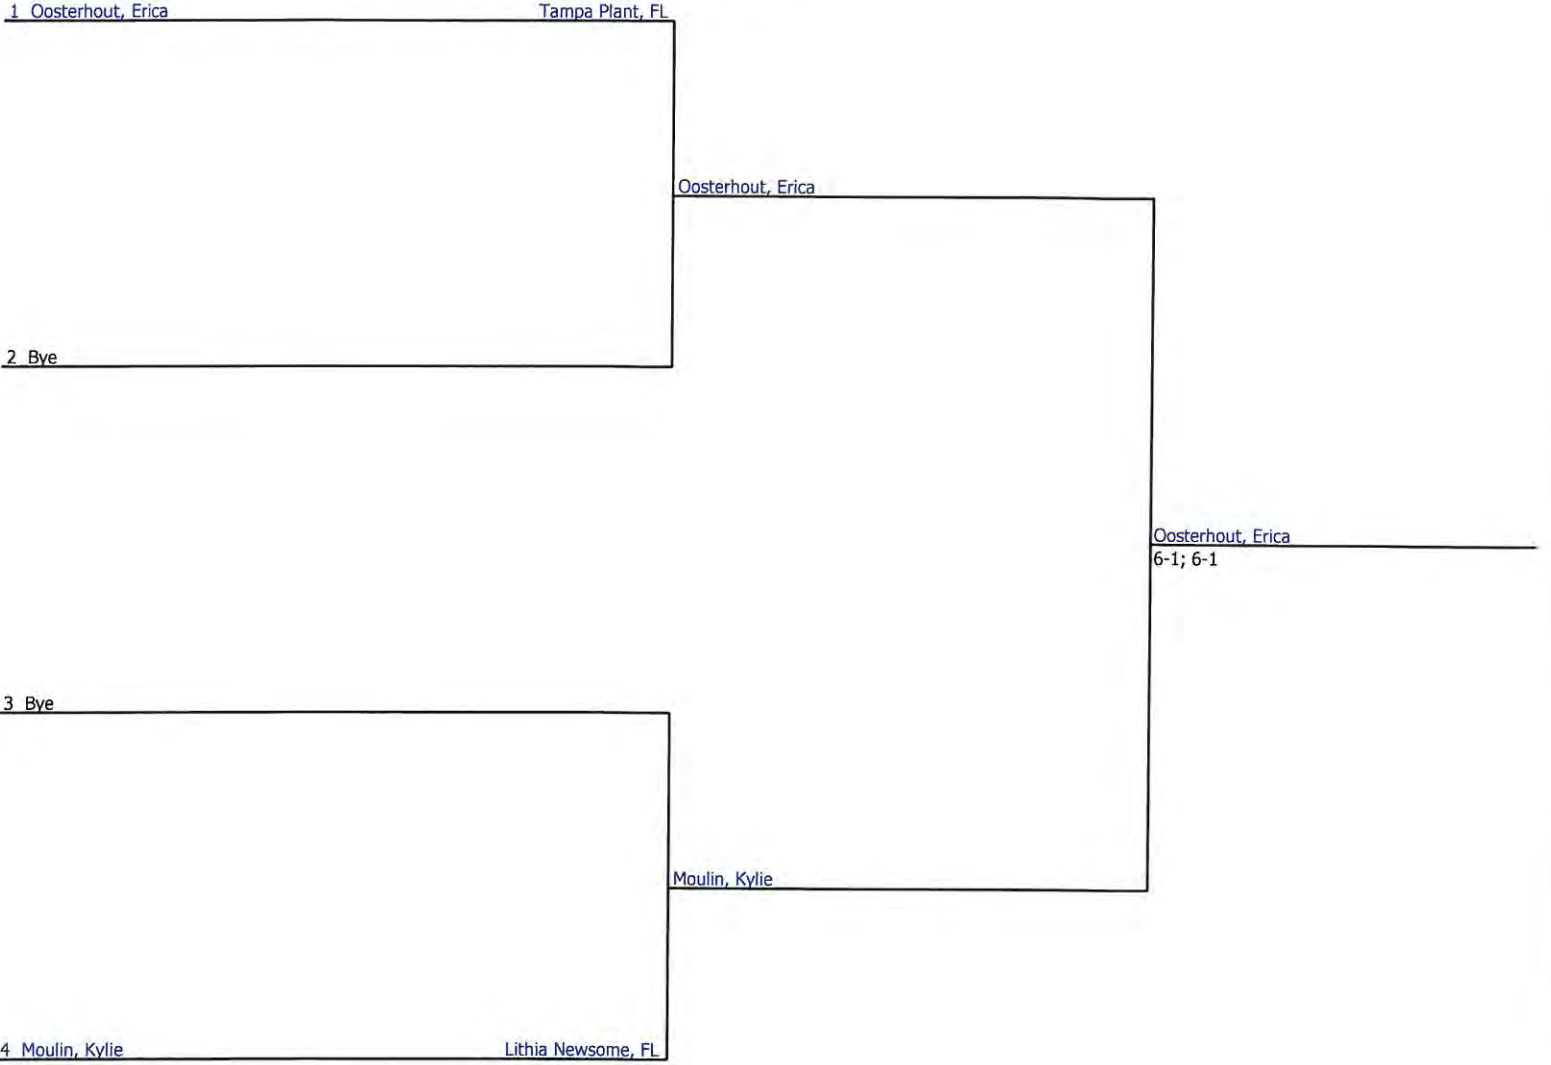 1 Oosterhout, Erica Tampa Plant, FL
Oosterhout, Erica
2 Bye
Oosterhout, Erica
6-1; 6-1
3 Bye
Moulin, Kylie
4 Moulin, Kylie Lithia Newsome, FL